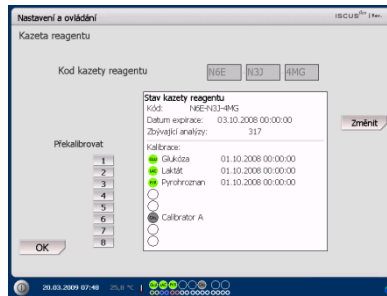 Nastavení a ovládání
ISCUS
Kazeta reagentu
Kod kazety reagentu
N6E N3J 4MG
Stav kazety reagentu
Kód: N6E-N3J-4MG
Datum expirace: 03.10.2008 00:00:00
Zbývající analýzy: 317
Změnit
Překalibrovat
Kalibrace:
1 Glukóza 01.10.2008 00:00:00
2 Laktát 01.10.2008 00:00:00
3 Pyrohroznan 01.10.2008 00:00:00
4
5 Calibrator A
6
7
8
OK
20.03.2009 07:48 25,8 °C